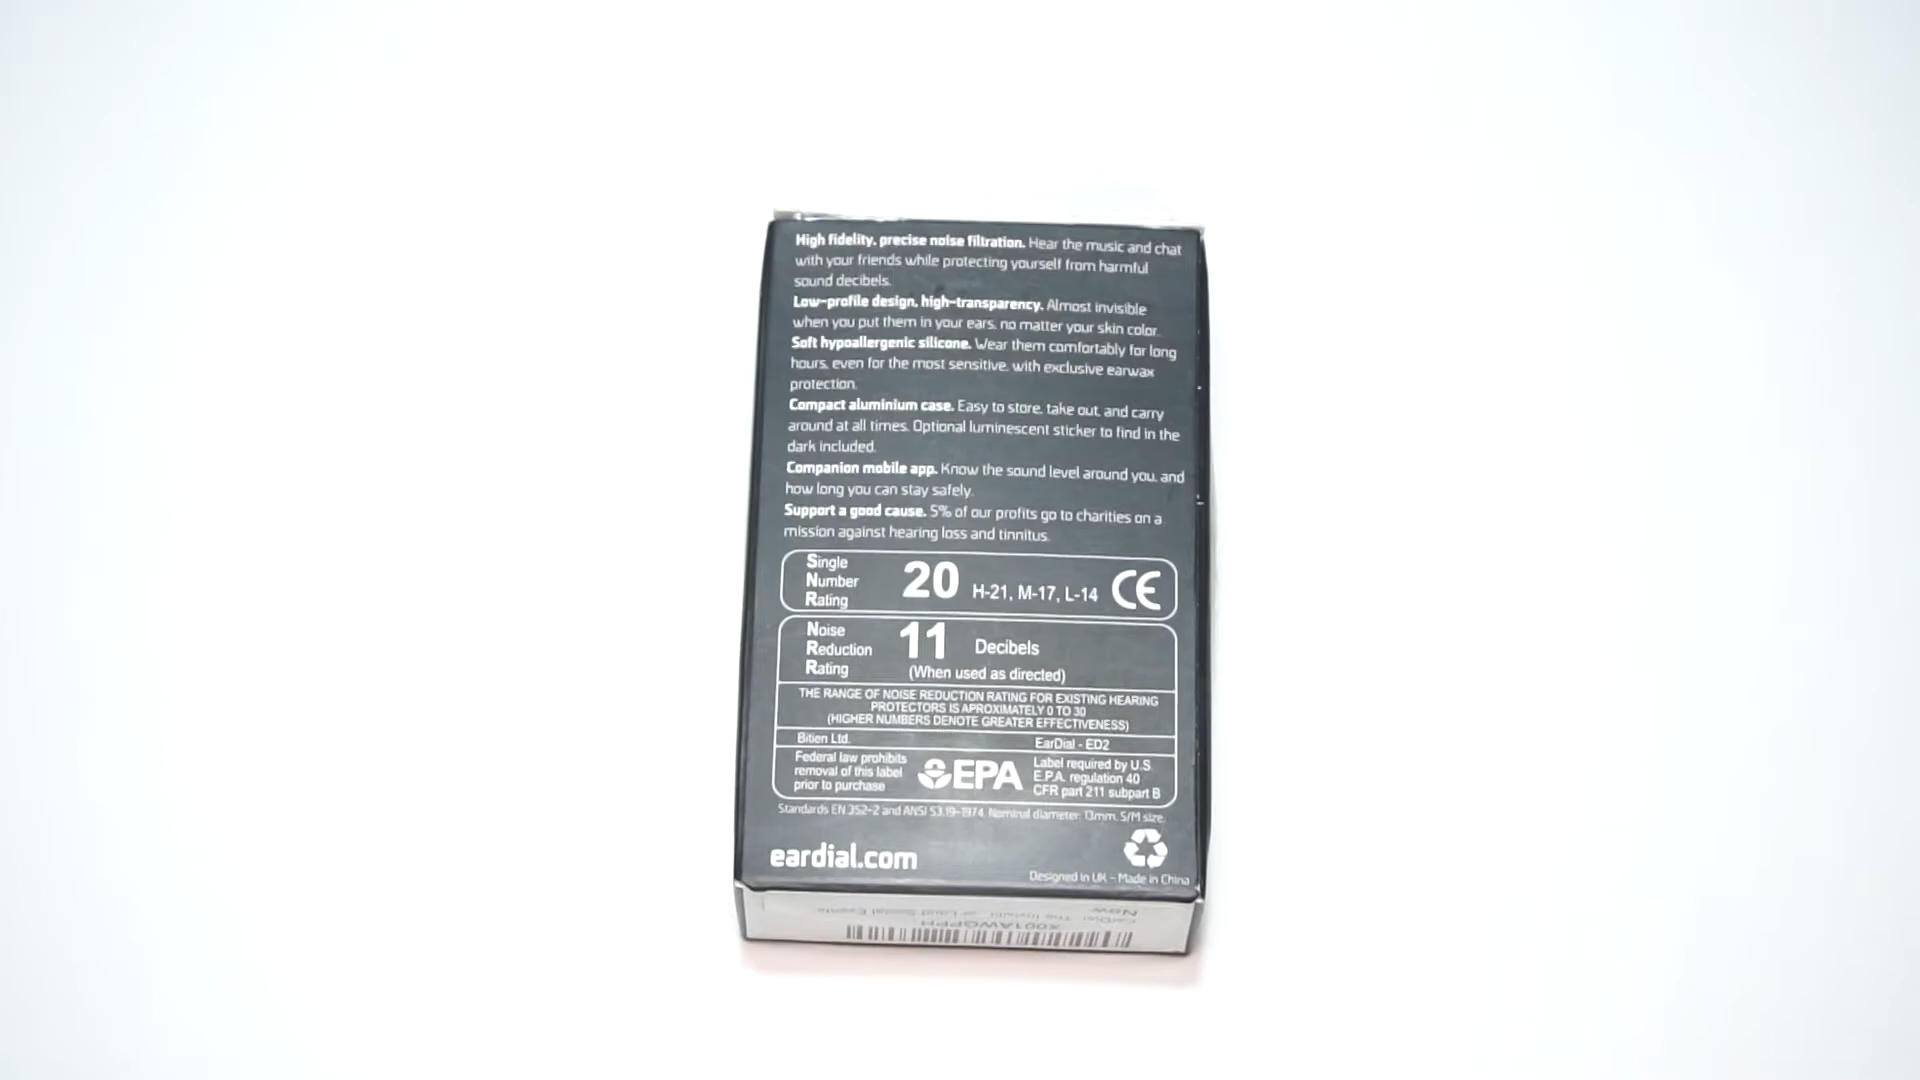 High fidelity, precise noise filtration. Hear the music and chat
with your friends while protecting yourself from harmful
sound decibels.
Low-profile design, high-transparency. Almost invisible
when you put them in your ears, no matter your skin color.
Soft hypoallergenic silicone. Wear them comfortably for long
hours, even for the most sensitive, with exclusive earwax
protection.
Compact aluminium case. Easy to store, take out, and carry
around at all times. Optional luminescent sticker to find in the
dark included.
Companion mobile app. Know the sound level around you, and
how long you can stay safely.
Support a good cause. 5% of our profits go to charities on a
mission against hearing loss and tinnitus.
Single
Number
Rating
20 H-21, M-17, L-14 CE
Noise
Reduction
Rating
11 Decibels
(When used as directed)
THE RANGE OF NOISE REDUCTION RATING FOR EXISTING HEARING
PROTECTORS IS APROXIMATELY 0 TO 30
(HIGHER NUMBERS DENOTE GREATER EFFECTIVENESS)
Bitien Ltd. EarDial - ED2
Federal law prohibits
removal of this label
prior to purchase
EPA
Label required by U.S.
E.P.A. regulation 40
CFR part 211 subpart B
Standards EN 352-2 and ANSI S3.19-1974. Nominal diameter: 13mm. S/M size.
eardial.com
Designed in UK - Made in China
X001AWQPPH
New